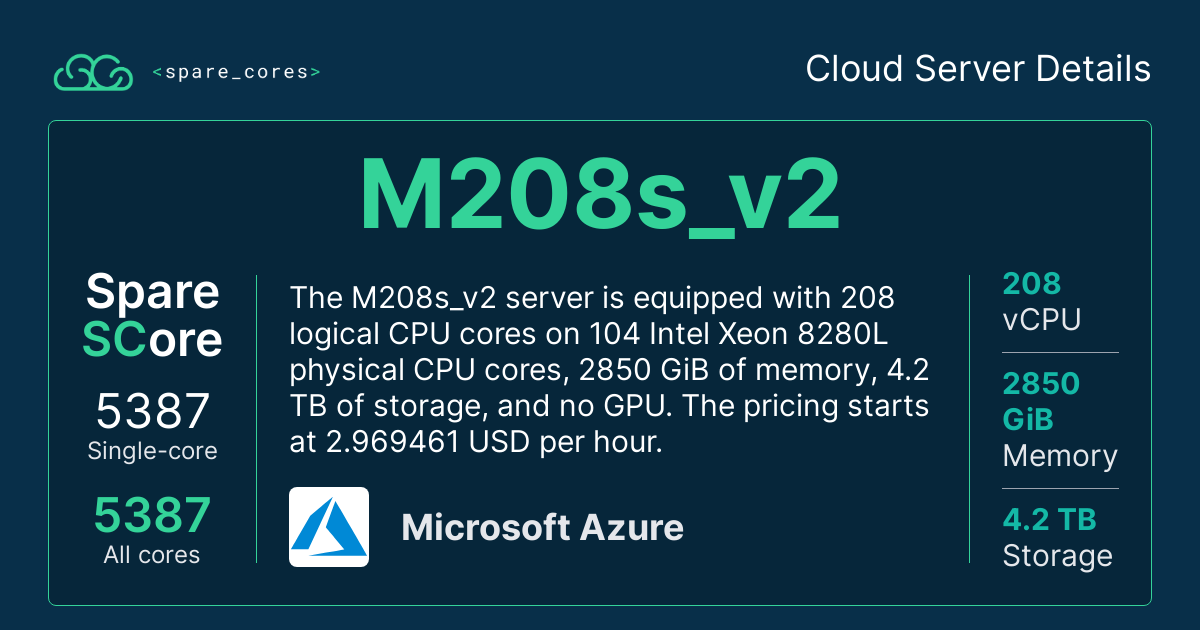 <spare_cores>
Cloud Server Details
M208s_v2
Spare
SCore
5387
Single-core
5387
All cores
The M208s_v2 server is equipped with 208
logical CPU cores on 104 Intel Xeon 8280L
physical CPU cores, 2850 GiB of memory, 4.2
TB of storage, and no GPU. The pricing starts
at 2.969461 USD per hour.
Microsoft Azure
208
vCPU
2850
GiB
Memory
4.2 TB
Storage